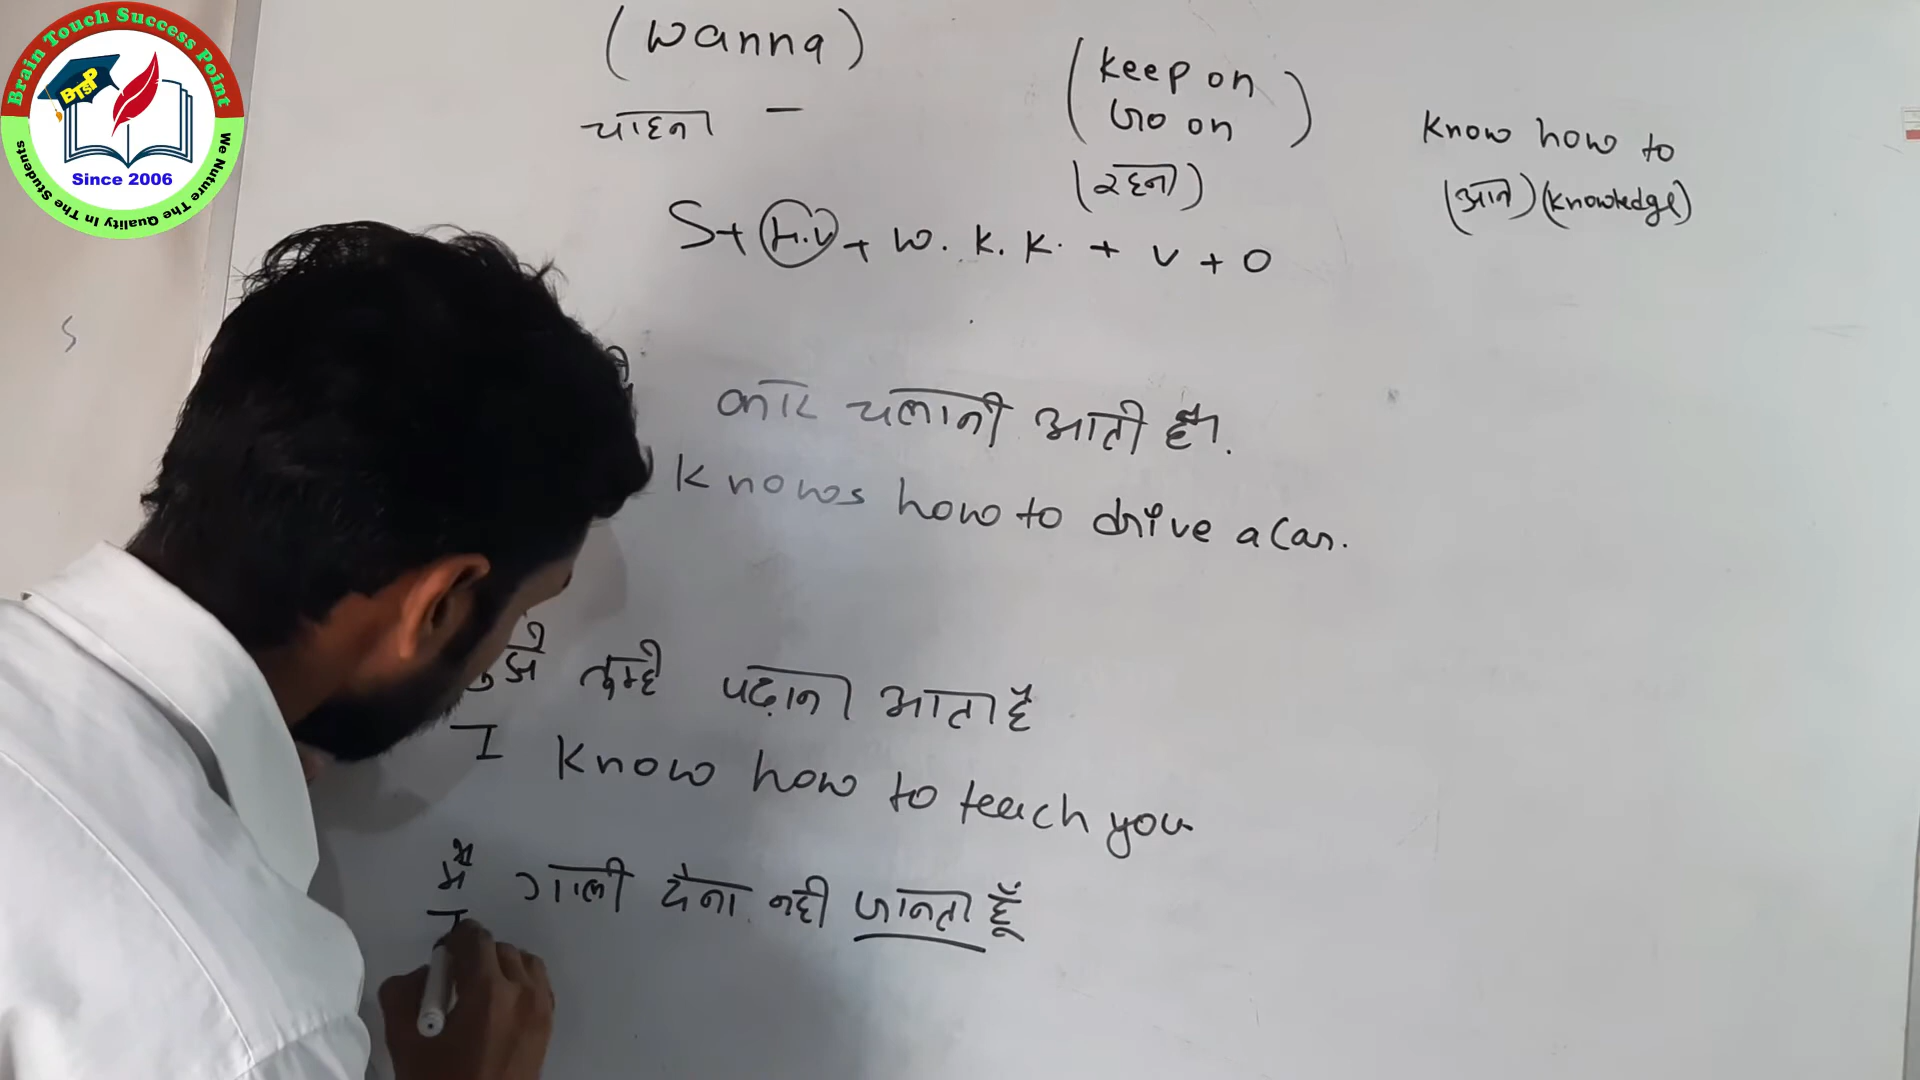 Brain Touch Success Point
BTSP
Since 2006
We Nuture The Quality In The Students
(wanna)
चाहना –
(keep on
Go on)
(रहना)
Know how to
(आना) (knowledge)
S + H.V + W. K. K. + V + O
कार चलानी आती है।
knows how to drive a Car.
तुम्हें पढ़ाना आता है
I know how to teach you
मैं गाली देना नही जानता हूँ
I
S